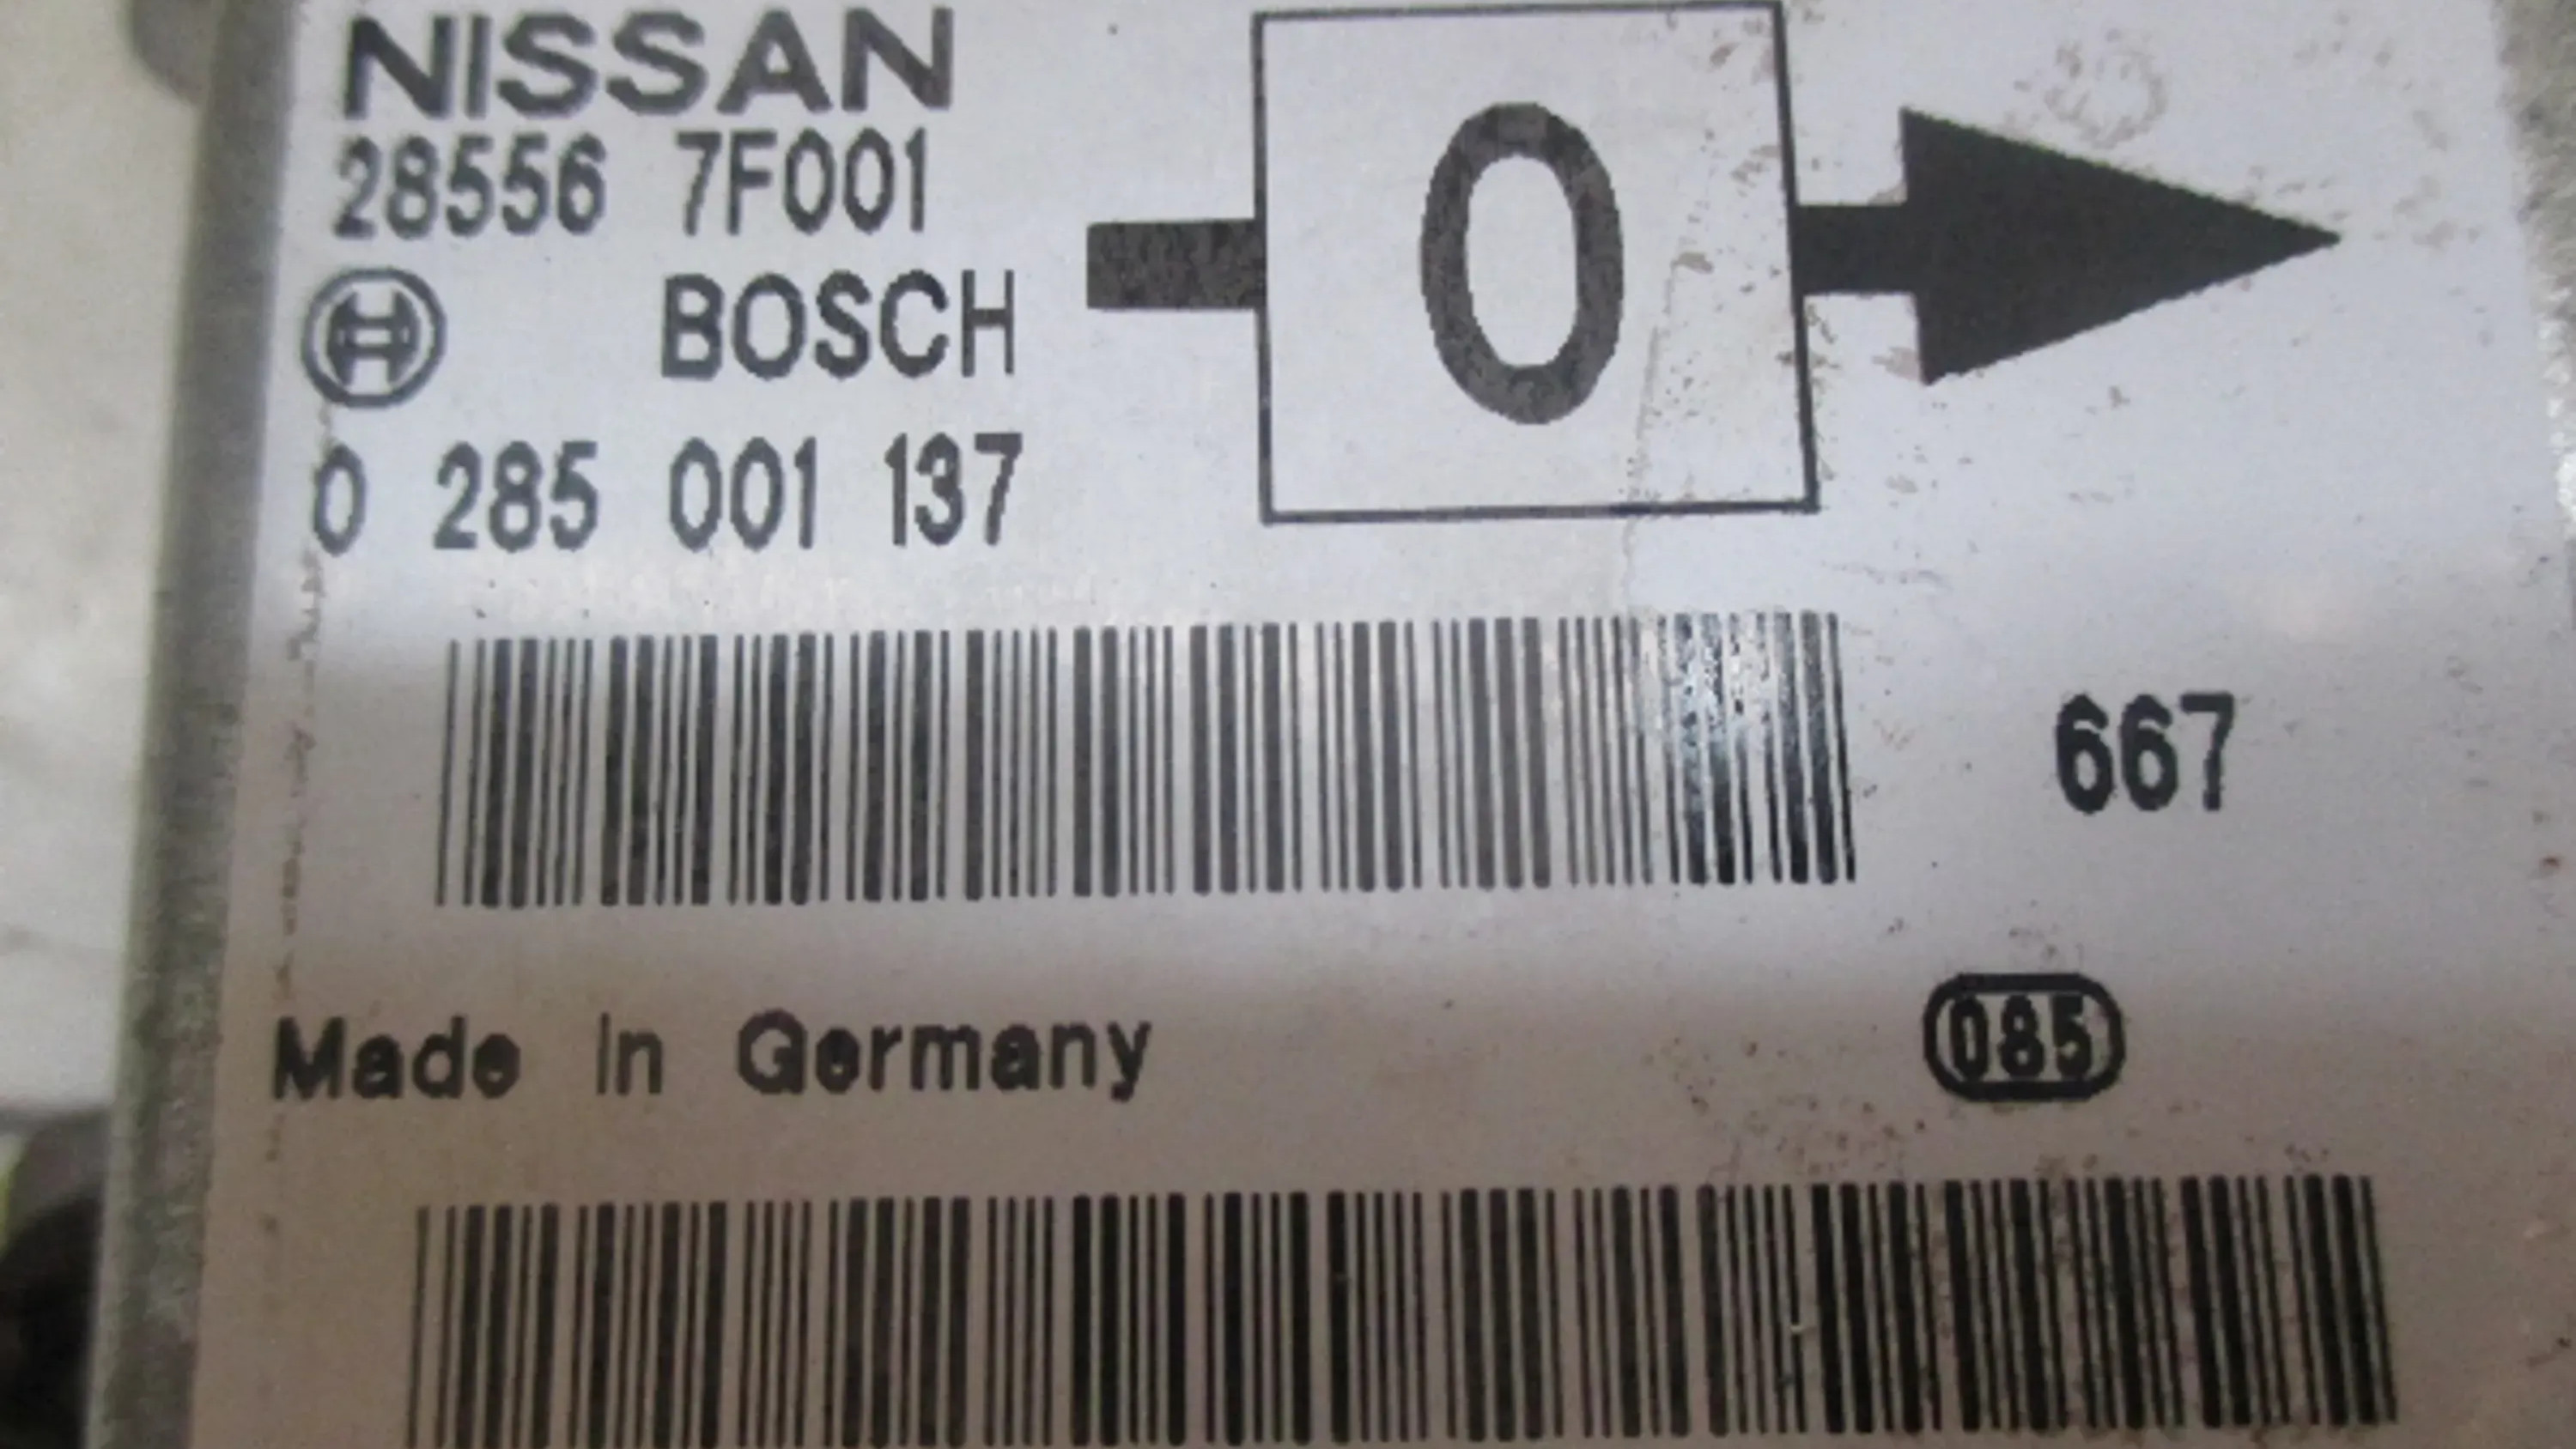 NISSAN
28556 7F001
BOSCH
0 285 001 137
0
667
Made in Germany
085